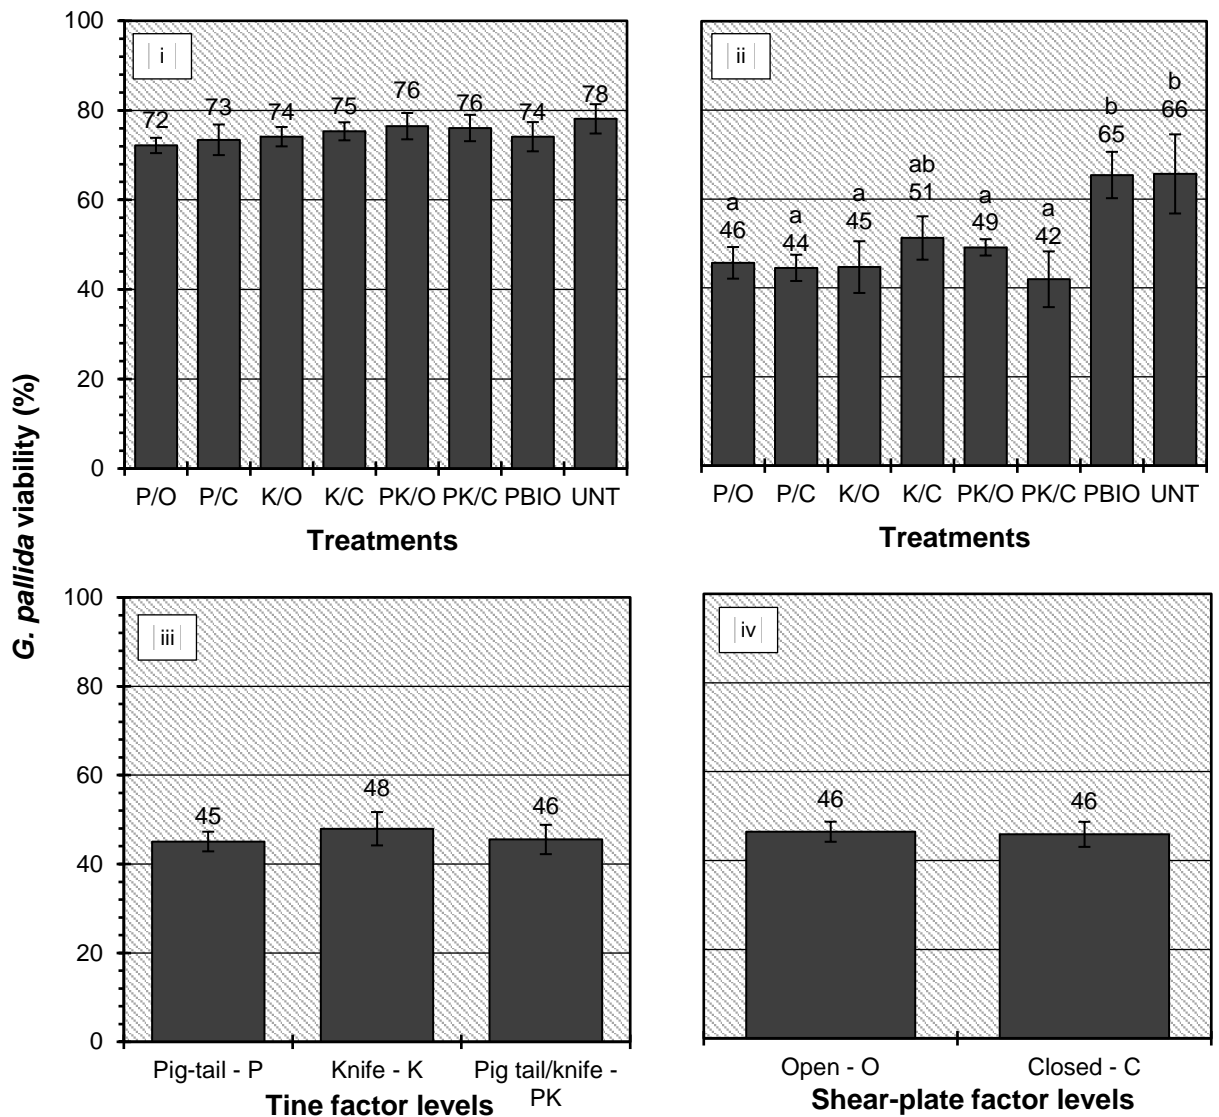 G. pallida viability (%)
100
80
60
40
20
0
i
72
73
74
75
76
76
74
78
P/O P/C K/O K/C PK/O PK/C PBIO UNT
Treatments
ii
a
46
a
44
a
45
ab
51
a
49
a
42
b
65
b
66
P/O P/C K/O K/C PK/O PK/C PBIO UNT
Treatments
100
80
60
40
20
0
iii
45
48
46
Pig-tail - P
Knife - K
Pig tail/knife -
PK
Tine factor levels
iv
46
46
Open - O
Closed - C
Shear-plate factor levels